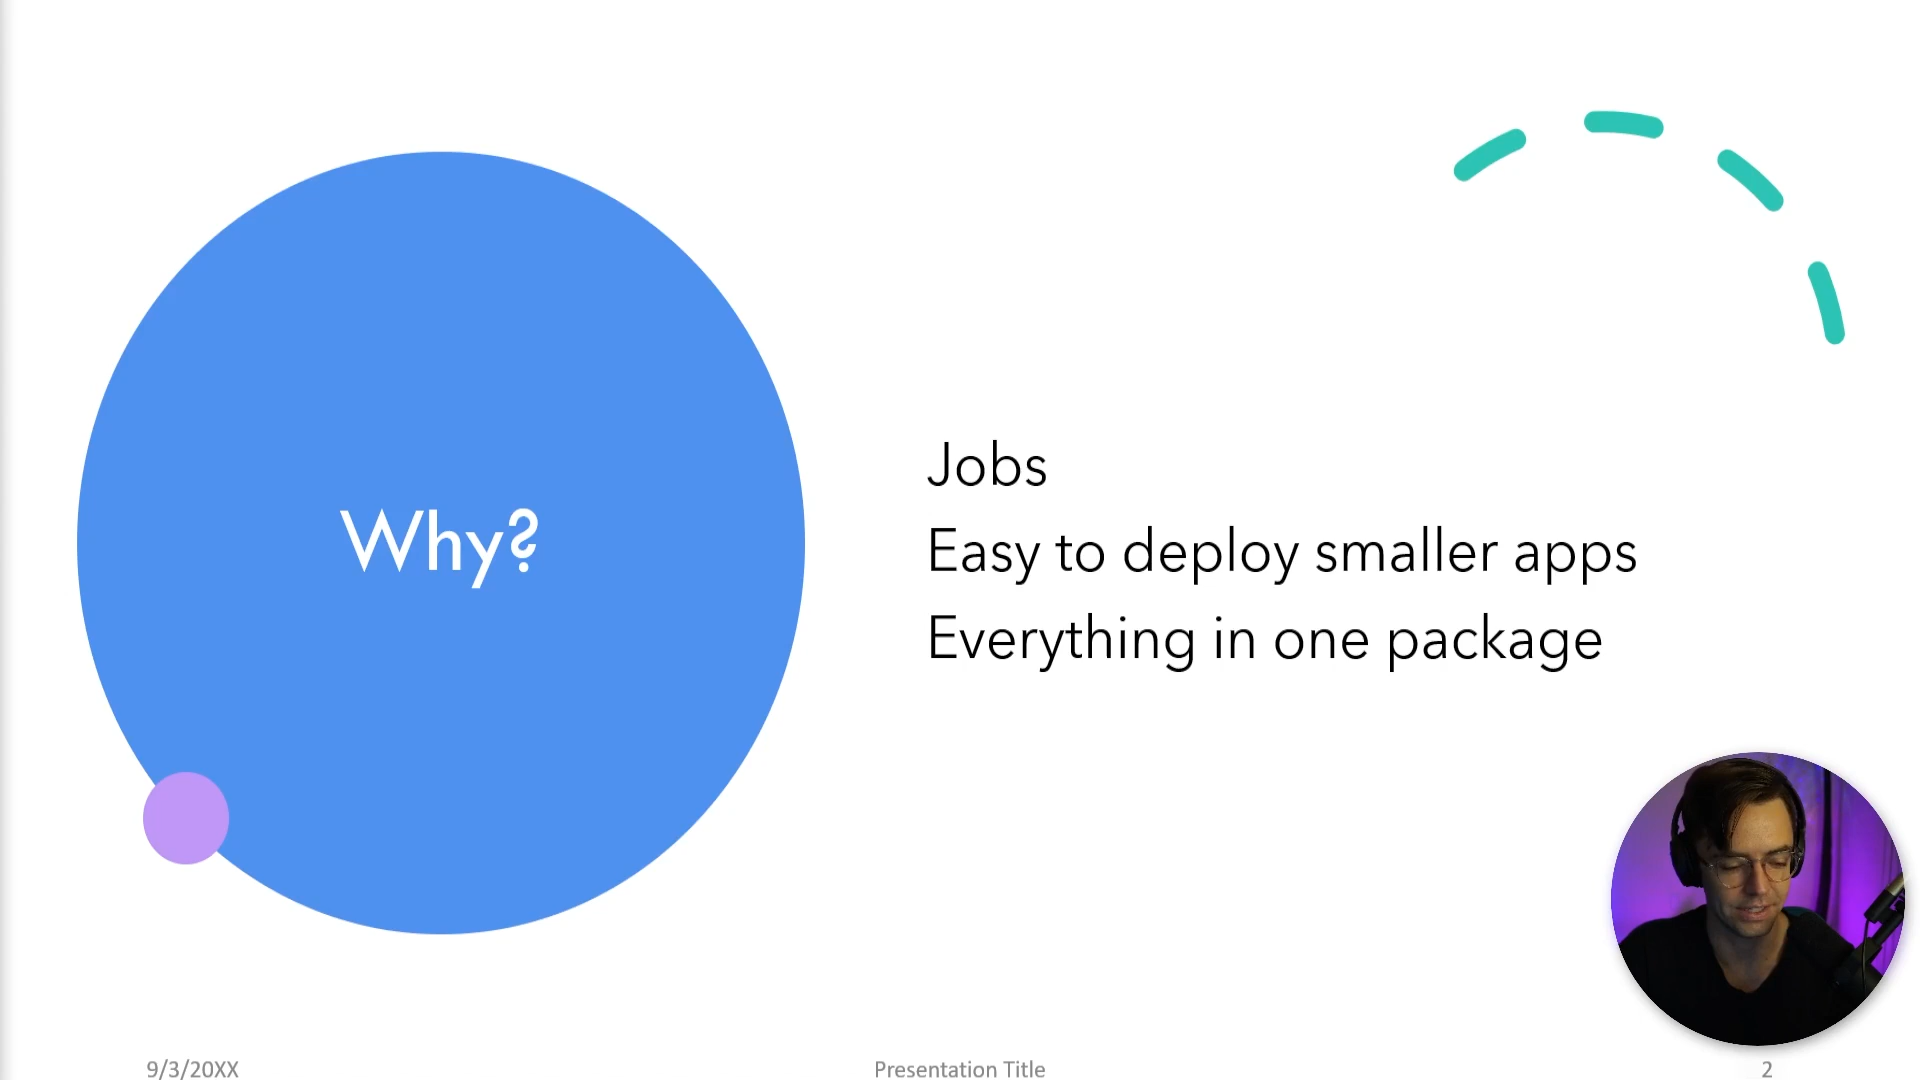 Why?
Jobs
Easy to deploy smaller apps
Everything in one package
9/3/20XX
Presentation Title
2